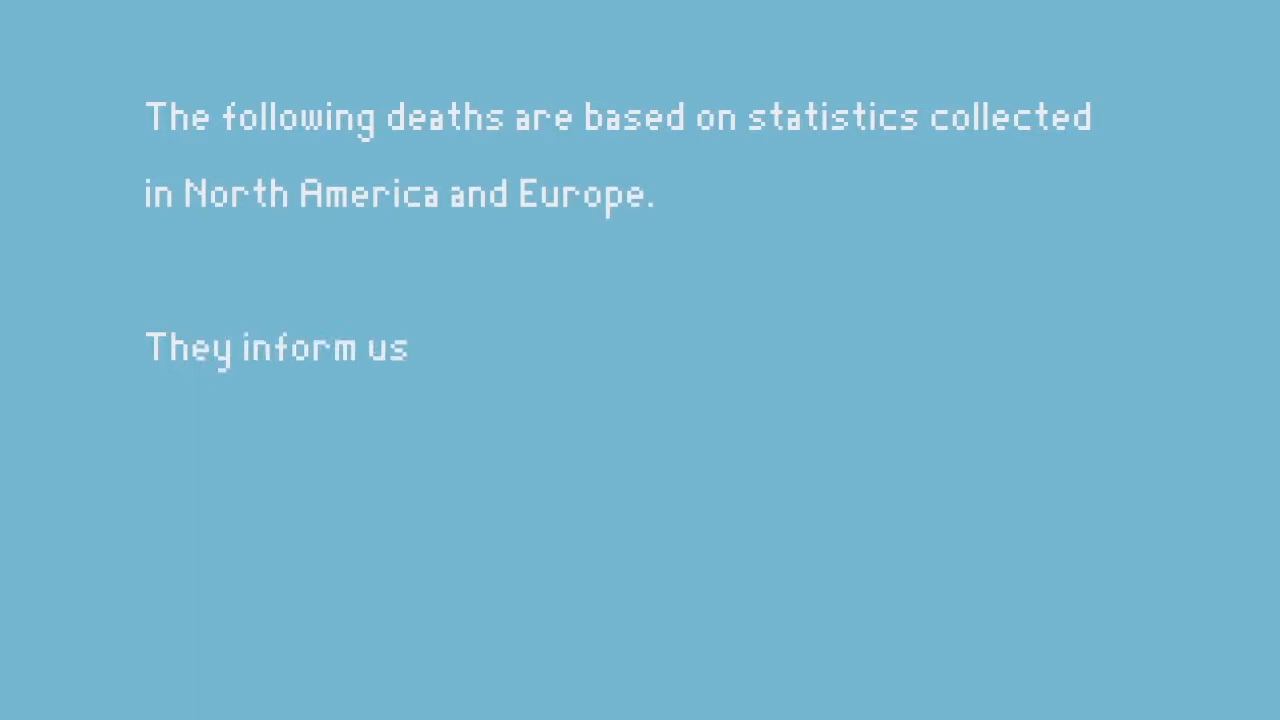 The following deaths are based on statistics collected
in North America and Europe.
They inform us